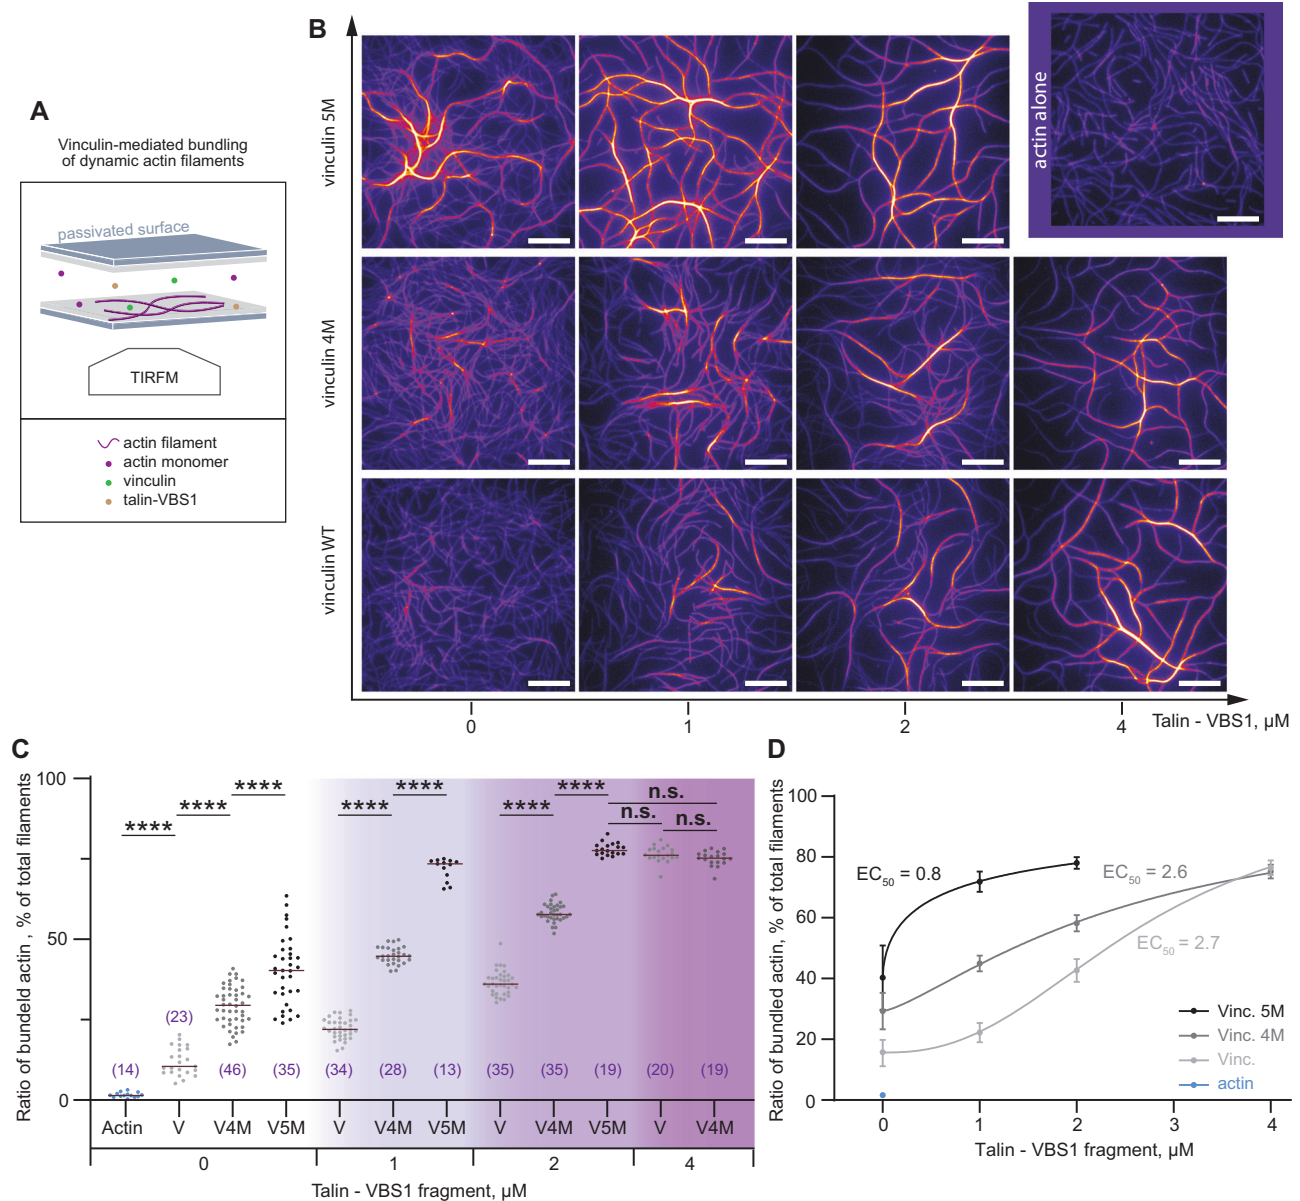 A
Vinculin-mediated bundling
of dynamic actin filaments
passivated surface
TIRFM
actin filament
actin monomer
vinculin
talin-VBS1
B
vinculin 5M
vinculin 4M
vinculin WT
actin alone
0
1
2
4
Talin - VBS1, µM
C
Ratio of bundeld actin , % of total filaments
100
50
0
**** **** ****
**** ****
**** ****
n.s.
n.s.
n.s.
(14) (23) (46) (35) (34) (28) (13) (35) (35) (19) (20) (19)
Actin V V4M V5M V V4M V5M V V4M V5M V V4M
0 1 2 4
Talin - VBS1 fragment, µM
D
Ratio of bundled actin, % of total filaments
100
80
60
40
20
0
EC50 = 0.8
EC50 = 2.6
EC50 = 2.7
Vinc. 5M
Vinc. 4M
Vinc.
actin
0 1 2 3 4
Talin - VBS1 fragment, µM